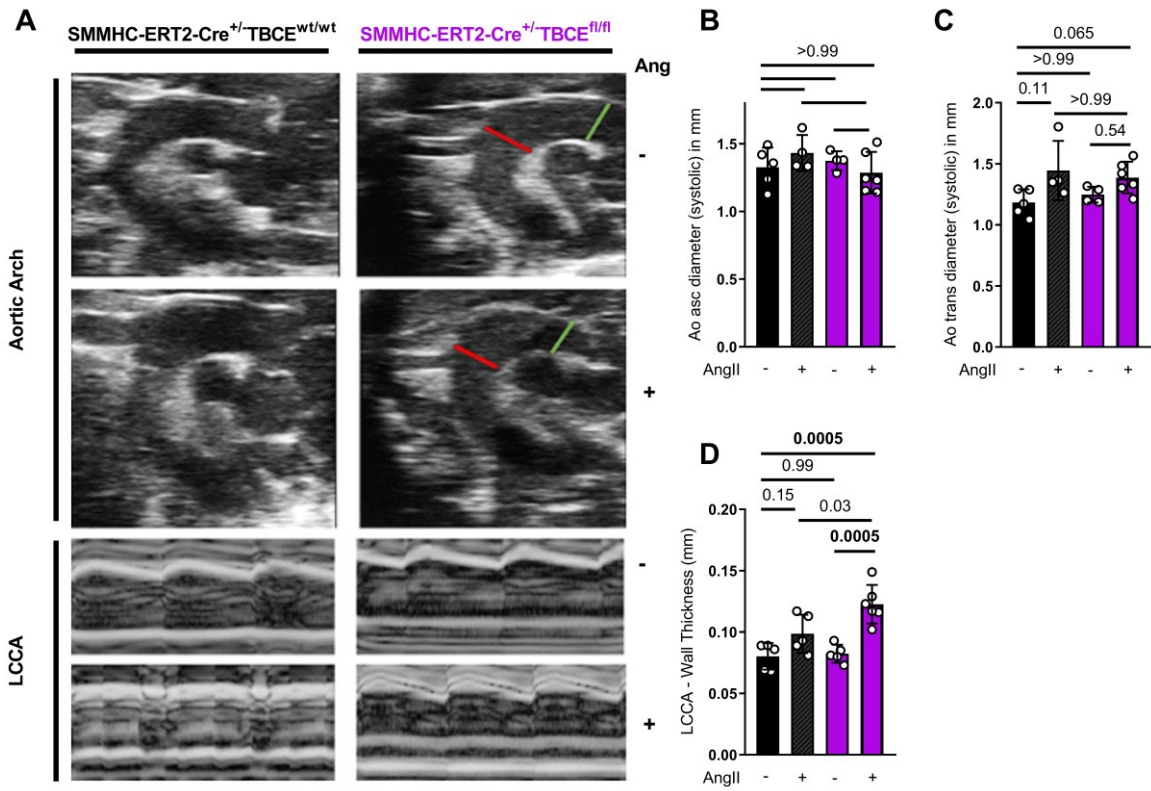 A
SMMHC-ERT2-Cre+/-TBCEwt/wt
SMMHC-ERT2-Cre+/-TBCEfl/fl
Ang
Aortic Arch
-
+
LCCA
-
+
B
>0.99
Ao asc diameter (systolic) in mm
1.5
1.0
0.5
0.0
AngII - + - +
C
0.065
>0.99
0.11
>0.99
0.54
Ao trans diameter (systolic) in mm
2.0
1.5
1.0
0.5
0.0
AngII - + - +
D
0.0005
0.99
0.15
0.03
0.0005
LCCA - Wall Thickness (mm)
0.20
0.15
0.10
0.05
0.00
AngII - + - +